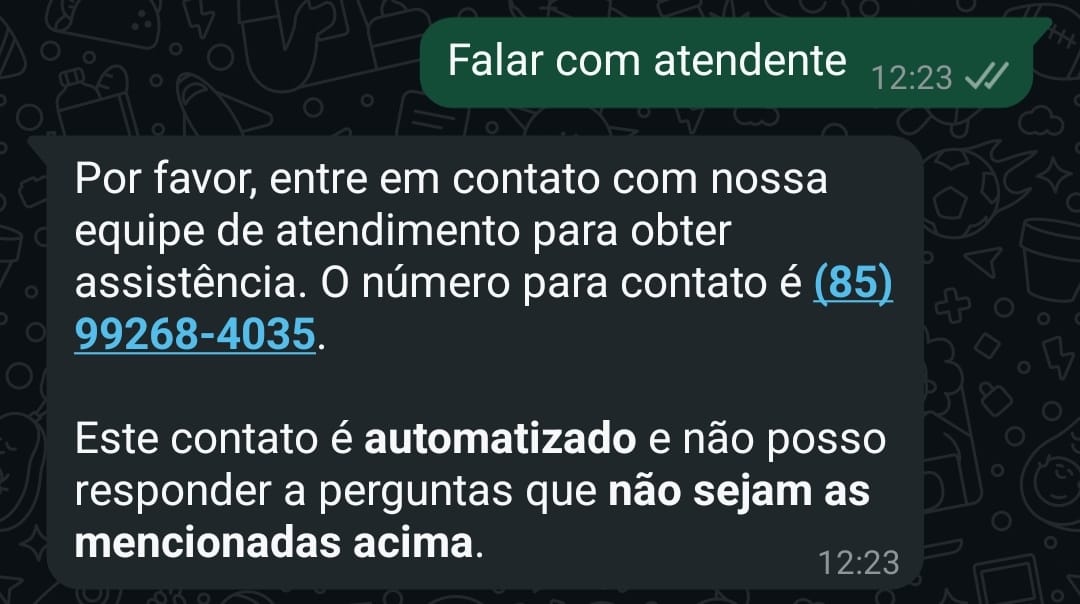 Falar com atendente
12:23
Por favor, entre em contato com nossa
equipe de atendimento para obter
assistência. O número para contato é (85)
99268-4035.
Este contato é automatizado e não posso
responder a perguntas que não sejam as
mencionadas acima.
12:23